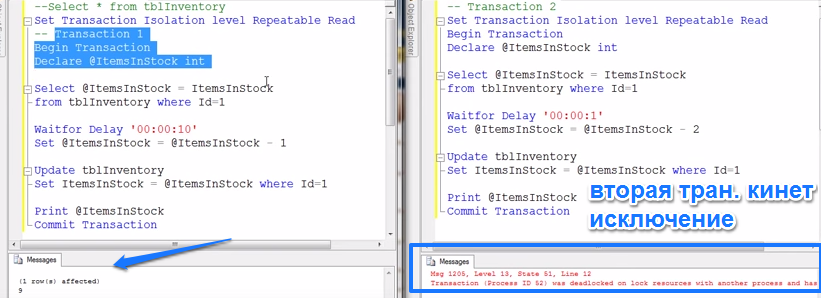 --Select * from tblInventory
Set Transaction Isolation level Repeatable Read
-- Transaction 1
Begin Transaction
Declare @ItemsInStock int
Select @ItemsInStock = ItemsInStock
from tblInventory where Id=1
Waitfor Delay '00:00:10'
Set @ItemsInStock = @ItemsInStock - 1
Update tblInventory
Set ItemsInStock = @ItemsInStock where Id=1
Print @ItemsInStock
Commit Transaction
Messages
(1 row(s) affected)
9
Object Explorer
-- Transaction 2
Set Transaction Isolation level Repeatable Read
Begin Transaction
Declare @ItemsInStock int
Select @ItemsInStock = ItemsInStock
from tblInventory where Id=1
Waitfor Delay '00:00:1'
Set @ItemsInStock = @ItemsInStock - 2
Update tblInventory
Set ItemsInStock = @ItemsInStock where Id=1
Print @ItemsInStock
Commit Transaction
вторая тран. кинет
исключение
Messages
Msg 1205, Level 13, State 51, Line 12
Transaction (Process ID 52) was deadlocked on lock resources with another process and has